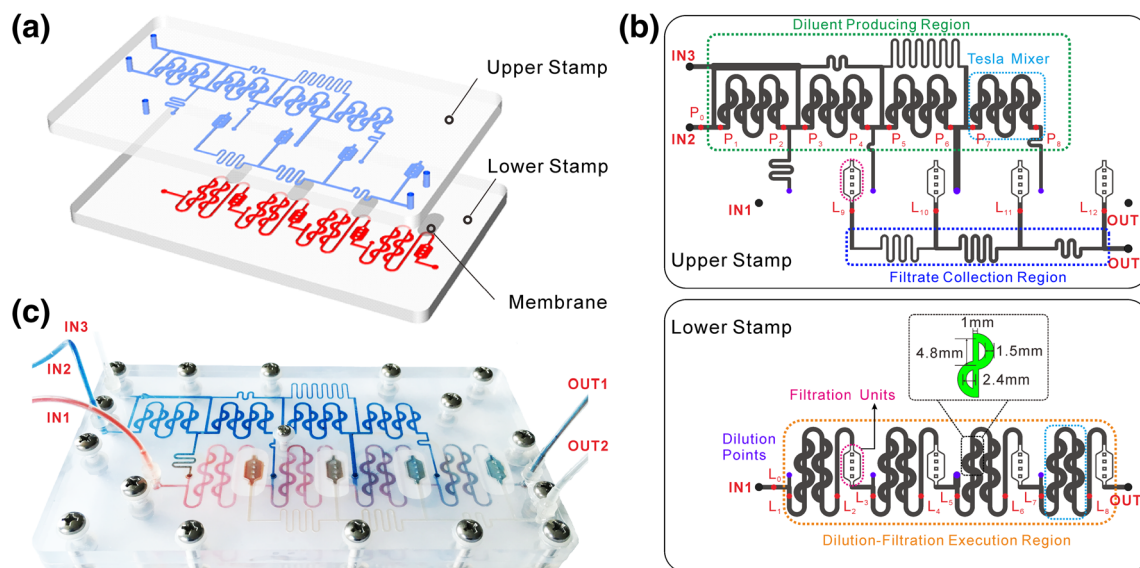 (a)
Upper Stamp
Lower Stamp
Membrane
(b)
Diluent Producing Region
IN3
Tesla Mixer
P0
IN2
P1
P2
P3
P4
P5
P6
P7
P8
IN1
L9
L10
L11
L12
OUT
OUT
Upper Stamp
Filtrate Collection Region
(c)
IN3
IN2
IN1
OUT1
OUT2
Lower Stamp
1mm
4.8mm
1.5mm
2.4mm
Filtration Units
Dilution
Points
IN1
L0
L1
L2
L3
L4
L5
L6
L7
L8
OUT
Dilution-Filtration Execution Region